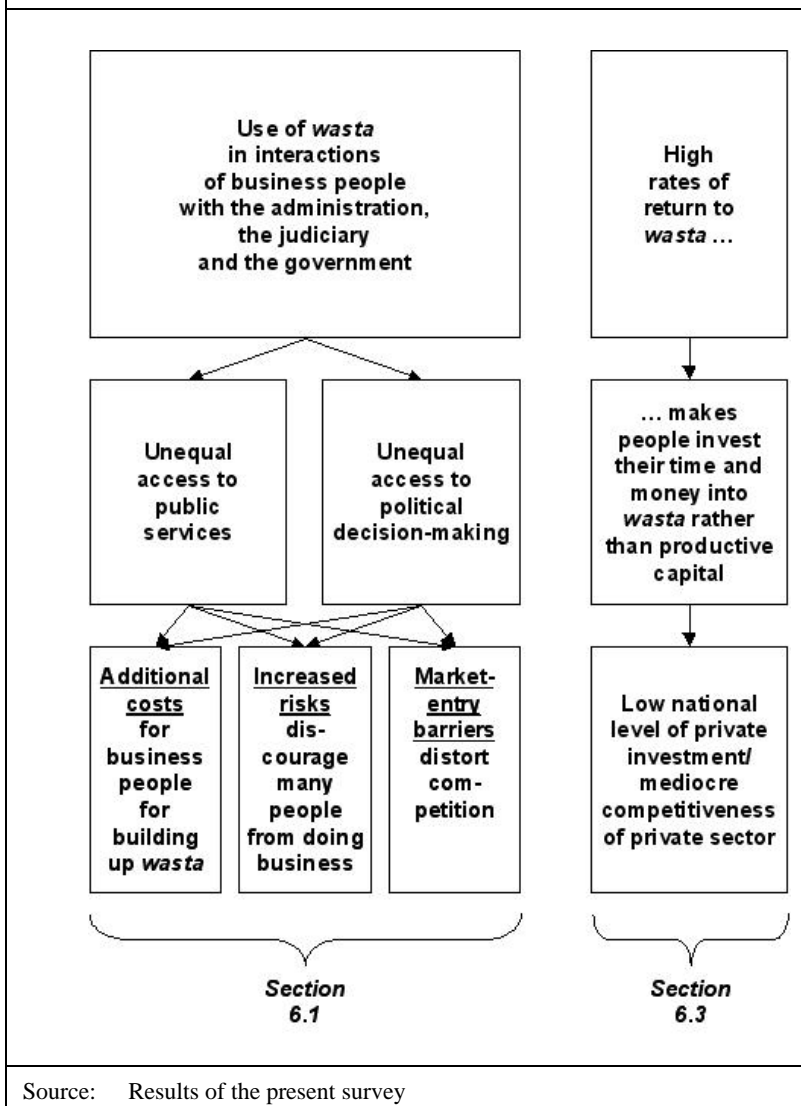 Use of wasta
in interactions
of business people
with the administration,
the judiciary
and the government
High
rates of
return to
wasta ...
Unequal
access to
public
services
Unequal
access to
political
decision-making
... makes
people invest
their time and
money into
wasta rather
than productive
capital
Additional
costs
for
business
people
for
building
up wasta
Increased
risks
dis-
courage
many
people
from doing
business
Market-
entry
barriers
distort
com-
petition
Low national
level of private
investment/
mediocre
competitiveness
of private sector
Section
6.1
Section
6.3
Source: Results of the present survey